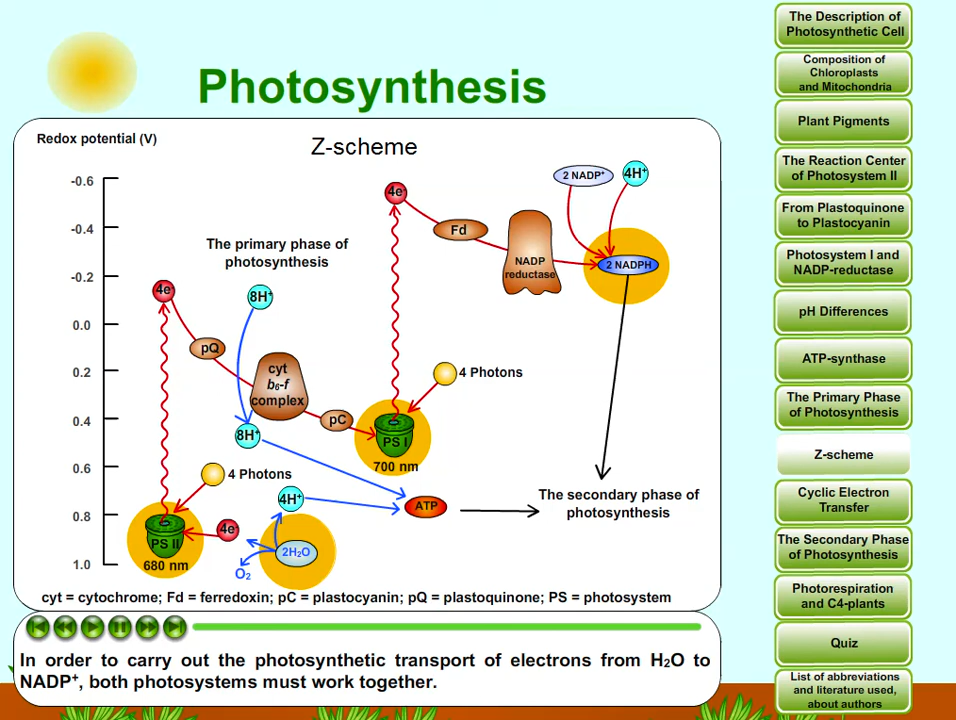 Photosynthesis
Redox potential (V)
Z-scheme
-0.6
-0.4
-0.2
0.0
0.2
0.4
0.6
0.8
1.0
The primary phase of
photosynthesis
4e-
pQ
8H+
cyt
b6-f
complex
8H+
pC
4e-
Fd
NADP
reductase
2 NADP+
4H+
2 NADPH
4 Photons
PS I
700 nm
4 Photons
PS II
680 nm
4e-
4H+
2H2O
O2
ATP
The secondary phase of
photosynthesis
cyt = cytochrome; Fd = ferredoxin; pC = plastocyanin; pQ = plastoquinone; PS = photosystem
In order to carry out the photosynthetic transport of electrons from H2O to
NADP+, both photosystems must work together.
The Description of
Photosynthetic Cell
Composition of
Chloroplasts
and Mitochondria
Plant Pigments
The Reaction Center
of Photosystem II
From Plastoquinone
to Plastocyanin
Photosystem I and
NADP-reductase
pH Differences
ATP-synthase
The Primary Phase
of Photosynthesis
Z-scheme
Cyclic Electron
Transfer
The Secondary Phase
of Photosynthesis
Photorespiration
and C4-plants
Quiz
List of abbreviations
and literature used,
about authors